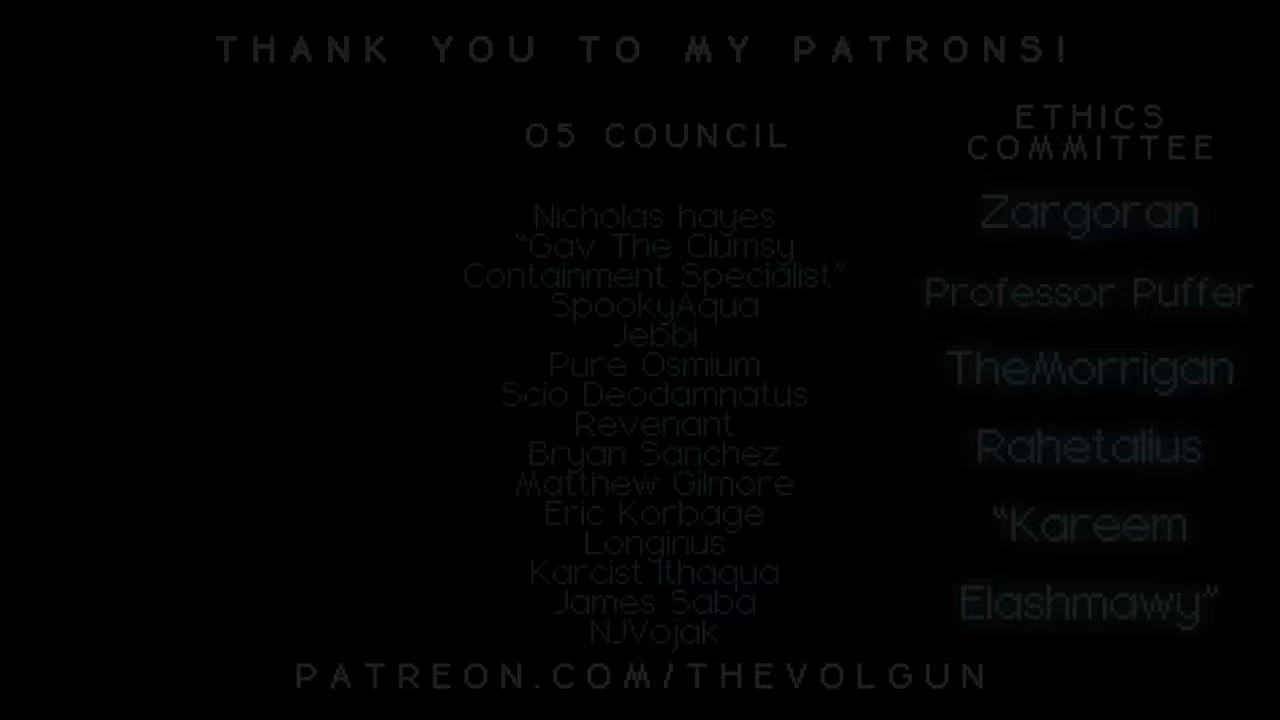 THANK YOU TO MY PATRONS!
O5 COUNCIL
Nicholas hayes
"Gav The Clumsy
Containment Specialist"
SpookyAqua
Jebbi
Pure Osmium
Scio Deodamnatus
Revenant
Bryan Sanchez
Matthew Gilmore
Eric Korbage
Longinus
Karcist Ithaqua
James Saba
NJVojak
ETHICS
COMMITTEE
Zargoran
Professor Puffer
TheMorrigan
Rahetalius
"Kareem
Elashmawy"
PATREON.COM/THEVOLGUN